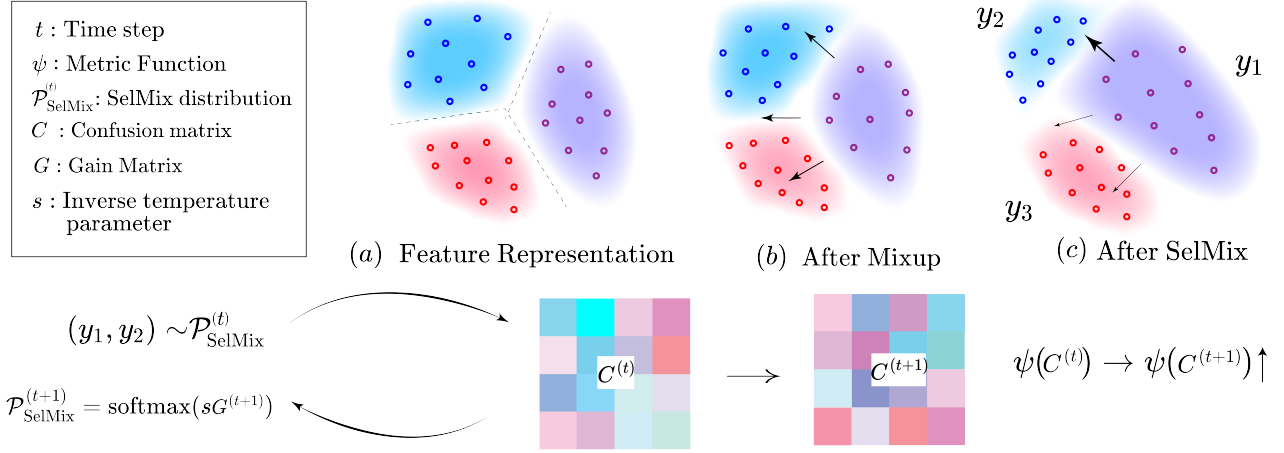 t : Time step
ψ : Metric Function
𝒫_SelMix^(t) : SelMix distribution
C : Confusion matrix
G : Gain Matrix
s : Inverse temperature
parameter
y₂
y₁
y₃
(a) Feature Representation
(b) After Mixup
(c) After SelMix
(y₁, y₂) ∼ 𝒫_SelMix^(t)
𝒫_SelMix^(t+1) = softmax(sG^(t+1))
C^(t)
C^(t+1)
ψ(C^(t)) → ψ(C^(t+1)) ↑